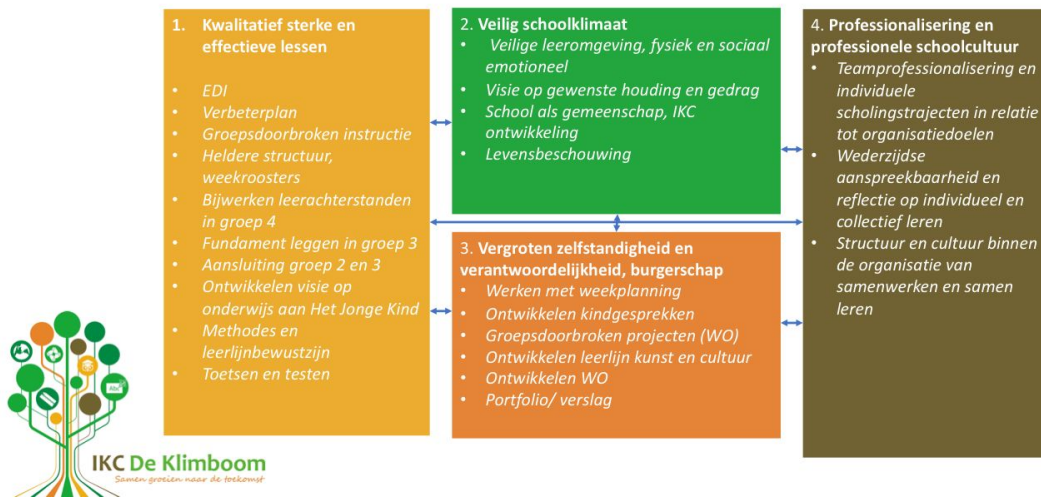 1. Kwalitatief sterke en
effectieve lessen
• EDI
• Verbeterplan
• Groepsdoorbroken instructie
• Heldere structuur,
weekroosters
• Bijwerken leerachterstanden
in groep 4
• Fundament leggen in groep 3
• Aansluiting groep 2 en 3
• Ontwikkelen visie op
onderwijs aan Het Jonge Kind
• Methodes en
leerlijnbewustzijn
• Toetsen en testen
2. Veilig schoolklimaat
• Veilige leeromgeving, fysiek en sociaal
emotioneel
• Visie op gewenste houding en gedrag
• School als gemeenschap, IKC
ontwikkeling
• Levensbeschouwing
3. Vergroten zelfstandigheid en
verantwoordelijkheid, burgerschap
• Werken met weekplanning
• Ontwikkelen kindgesprekken
• Groepsdoorbroken projecten (WO)
• Ontwikkelen leerlijn kunst en cultuur
• Ontwikkelen WO
• Portfolio/ verslag
4. Professionalisering en
professionele schoolcultuur
• Teamprofessionalisering en
individuele
scholingstrajecten in relatie
tot organisatiedoelen
• Wederzijdse
aanspreekbaarheid en
reflectie op individueel en
collectief leren
• Structuur en cultuur binnen
de organisatie van
samenwerken en samen
leren
Abc
IKC De Klimboom
Samen groeien naar de toekomst